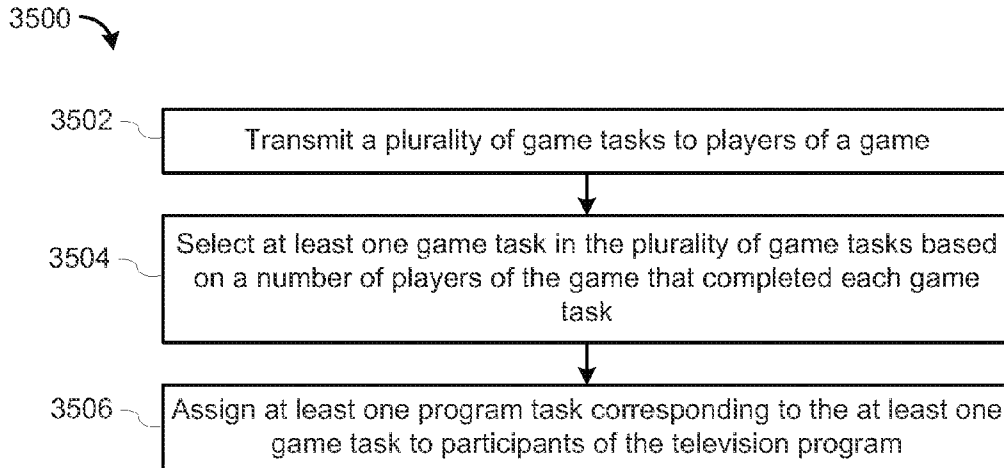 3500
3502
Transmit a plurality of game tasks to players of a game
3504
Select at least one game task in the plurality of game tasks based
on a number of players of the game that completed each game
task
3506
Assign at least one program task corresponding to the at least one
game task to participants of the television program